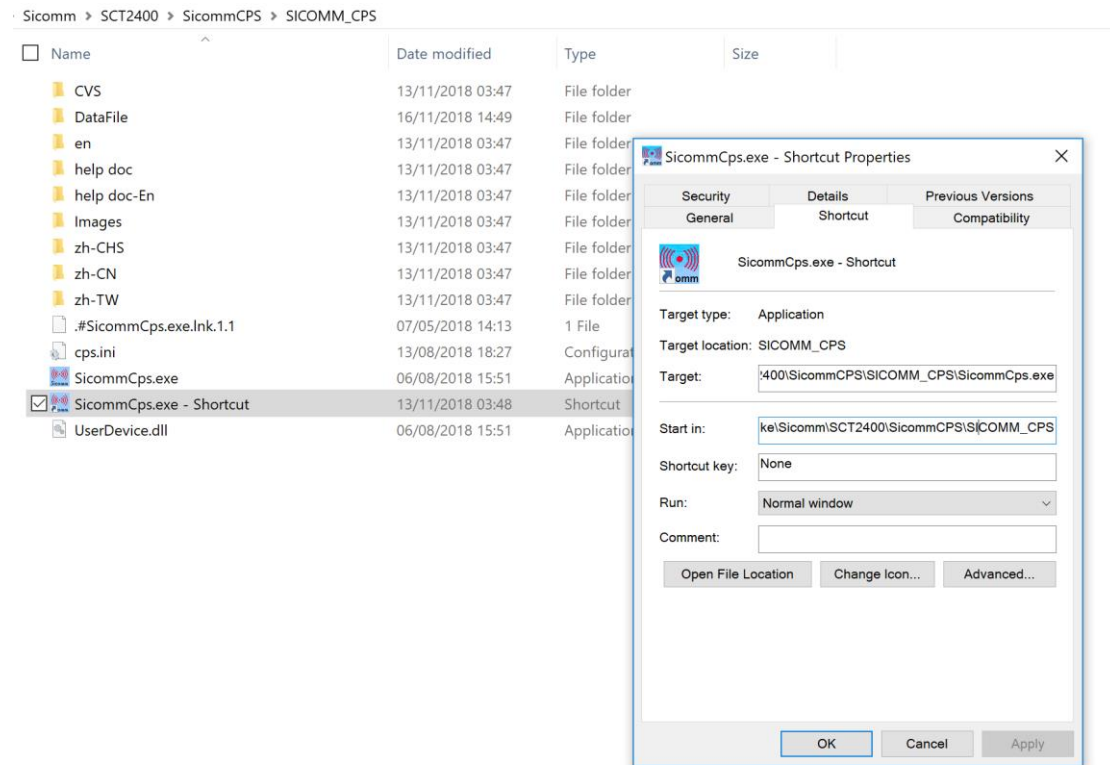 Sicomm > SCT2400 > SicommCPS > SICOMM_CPS
Name Date modified Type Size
CVS 13/11/2018 03:47 File folder
DataFile 16/11/2018 14:49 File folder
en 13/11/2018 03:47 File folder
help doc 13/11/2018 03:47 File folder
help doc-En 13/11/2018 03:47 File folder
Images 13/11/2018 03:47 File folder
zh-CHS 13/11/2018 03:47 File folder
zh-CN 13/11/2018 03:47 File folder
zh-TW 13/11/2018 03:47 File folder
.#SicommCps.exe.lnk.1.1 07/05/2018 14:13 1 File
cps.ini 13/08/2018 18:27 Configurat
SicommCps.exe 06/08/2018 15:51 Application
SicommCps.exe - Shortcut 13/11/2018 03:48 Shortcut
UserDevice.dll 06/08/2018 15:51 Application
SicommCps.exe - Shortcut Properties
Security Details Previous Versions
General Shortcut Compatibility
omm
SicommCps.exe - Shortcut
Target type: Application
Target location: SICOMM_CPS
Target: :400\SicommCPS\SICOMM_CPS\SicommCps.exe
Start in: ke\Sicomm\SCT2400\SicommCPS\SICOMM_CPS
Shortcut key: None
Run: Normal window
Comment:
Open File Location Change Icon... Advanced...
OK Cancel Apply